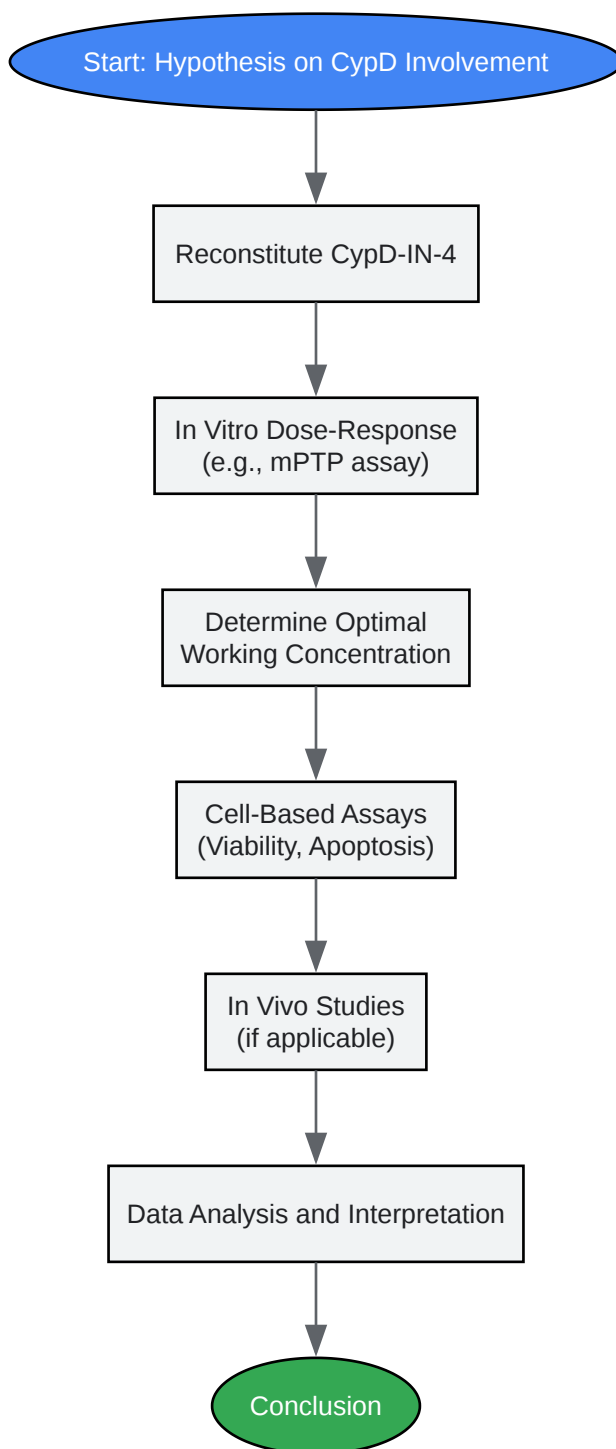 Start: Hypothesis on CypD Involvement
Reconstitute CypD-IN-4
In Vitro Dose-Response
(e.g., mPTP assay)
Determine Optimal
Working Concentration
Cell-Based Assays
(Viability, Apoptosis)
In Vivo Studies
(if applicable)
Data Analysis and Interpretation
Conclusion